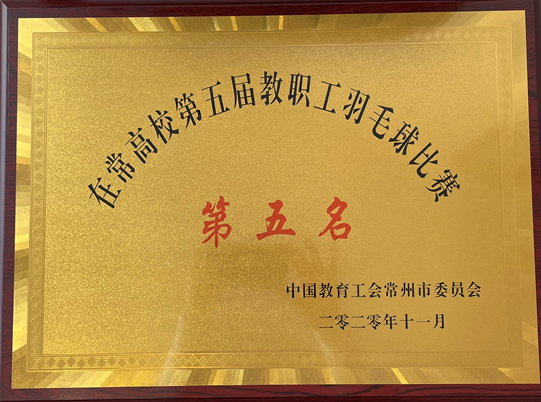 在常高校第五届教职工羽毛球比赛
第五名
中国教育工会常州市委员会
二零二零年十一月